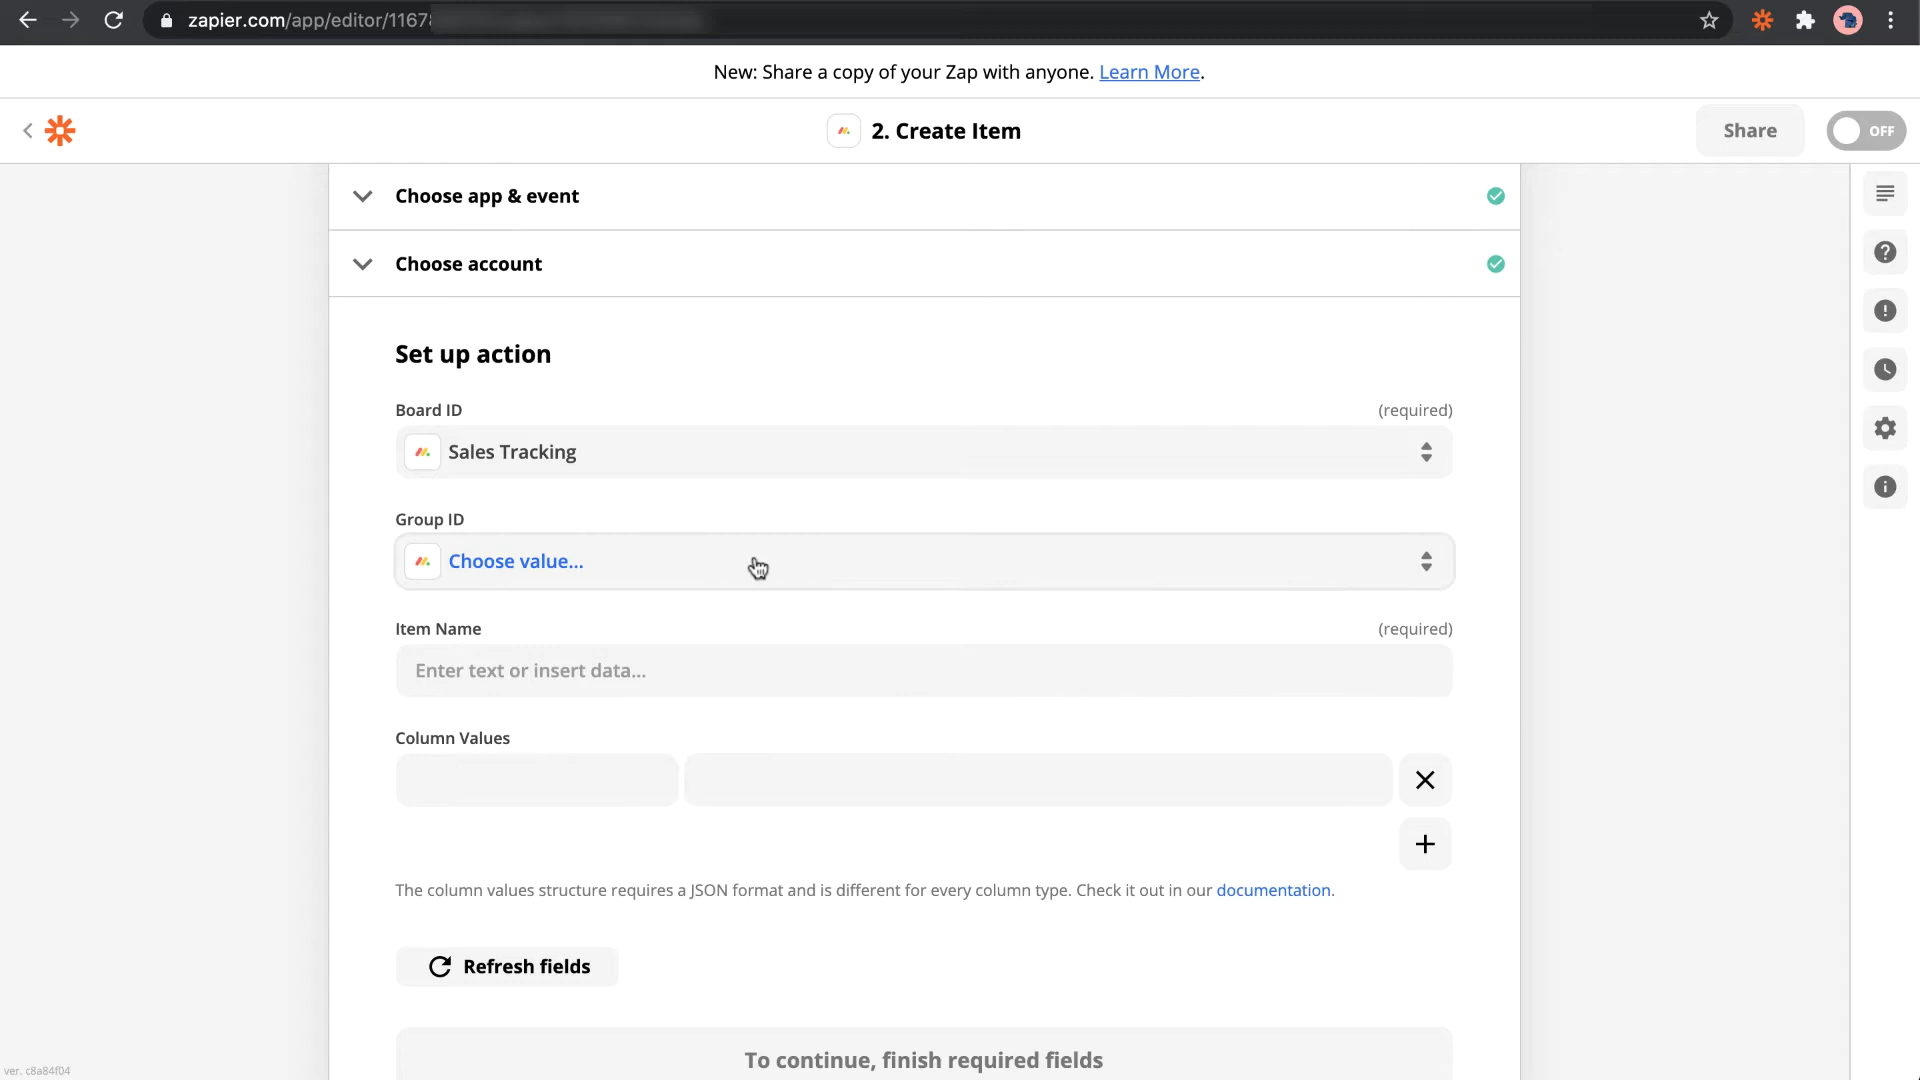 zapier.com/app/editor/1167
New: Share a copy of your Zap with anyone. Learn More.
2. Create Item
Share
OFF
Choose app & event
Choose account
Set up action
Board ID
(required)
Sales Tracking
Group ID
Choose value...
Item Name
(required)
Enter text or insert data...
Column Values
The column values structure requires a JSON format and is different for every column type. Check it out in our documentation.
Refresh fields
To continue, finish required fields
ver. c8a84f04